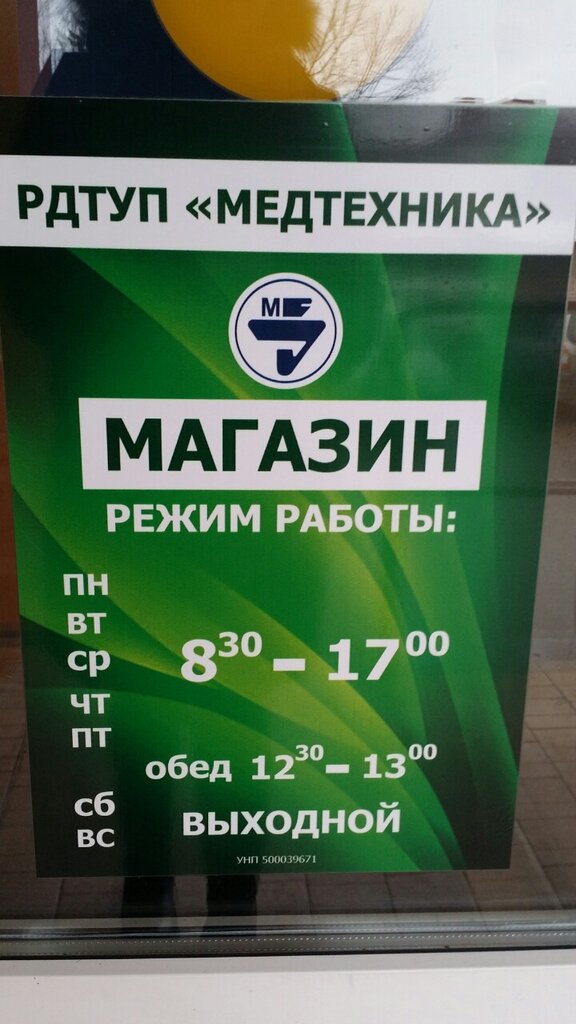 РДТУП «МЕДТЕХНИКА»
М
МАГАЗИН
РЕЖИМ РАБОТЫ:
ПН
ВТ
СР 8³⁰ – 17⁰⁰
ЧТ
ПТ
обед 12³⁰ – 13⁰⁰
Сб ВЫХОДНОЙ
ВС
УНП 500039671